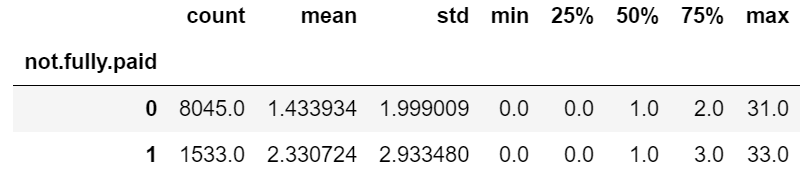 count mean std min 25% 50% 75% max
not.fully.paid
0 8045.0 1.433934 1.999009 0.0 0.0 1.0 2.0 31.0
1 1533.0 2.330724 2.933480 0.0 0.0 1.0 3.0 33.0